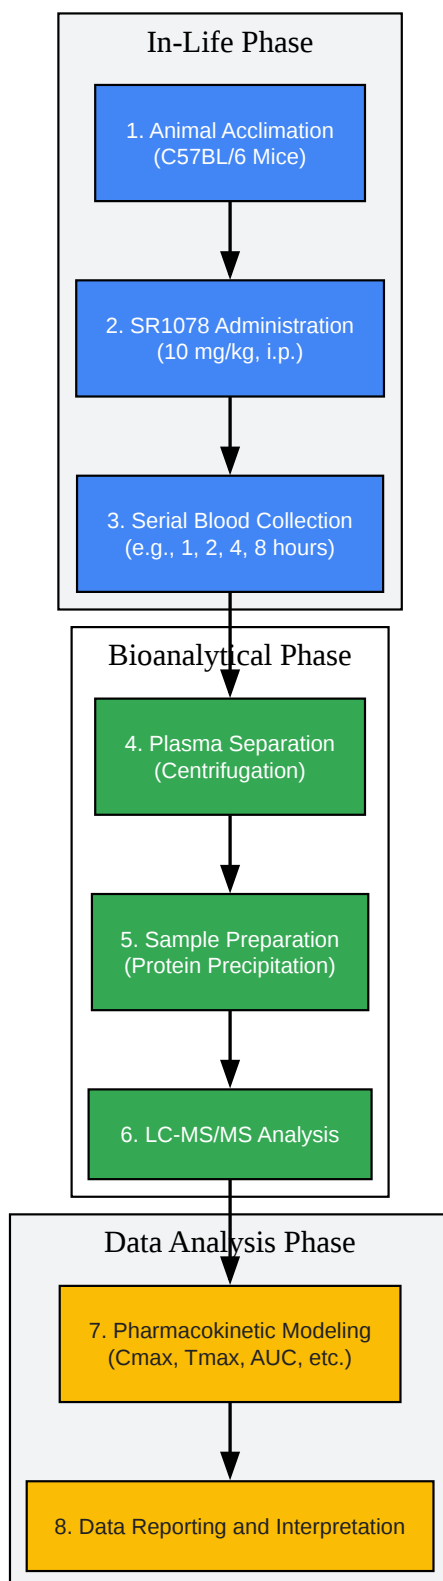 In-Life Phase
1. Animal Acclimation
(C57BL/6 Mice)
2. SR1078 Administration
(10 mg/kg, i.p.)
3. Serial Blood Collection
(e.g., 1, 2, 4, 8 hours)
Bioanalytical Phase
4. Plasma Separation
(Centrifugation)
5. Sample Preparation
(Protein Precipitation)
6. LC-MS/MS Analysis
Data Analysis Phase
7. Pharmacokinetic Modeling
(Cmax, Tmax, AUC, etc.)
8. Data Reporting and Interpretation